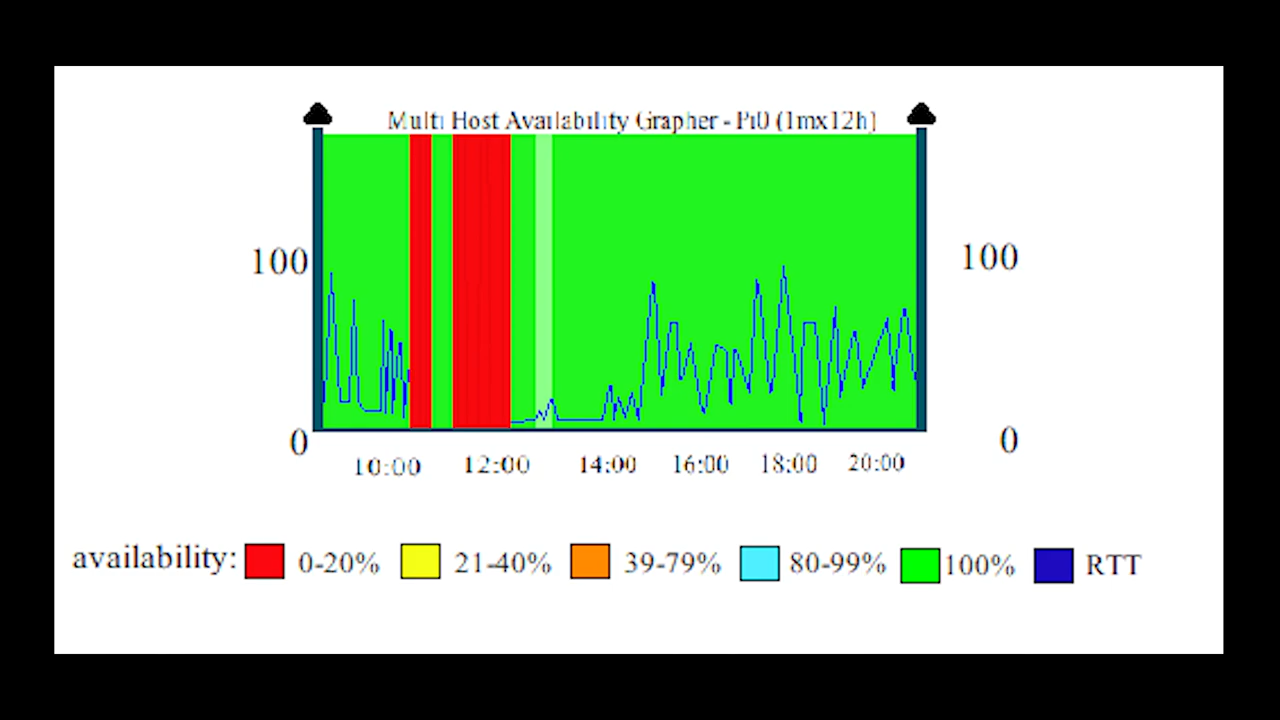 Multi Host Availability Grapher - Pi0 (1mx12h)
100 100
0 0
10:00 12:00 14:00 16:00 18:00 20:00
availability: 0-20% 21-40% 39-79% 80-99% 100% RTT